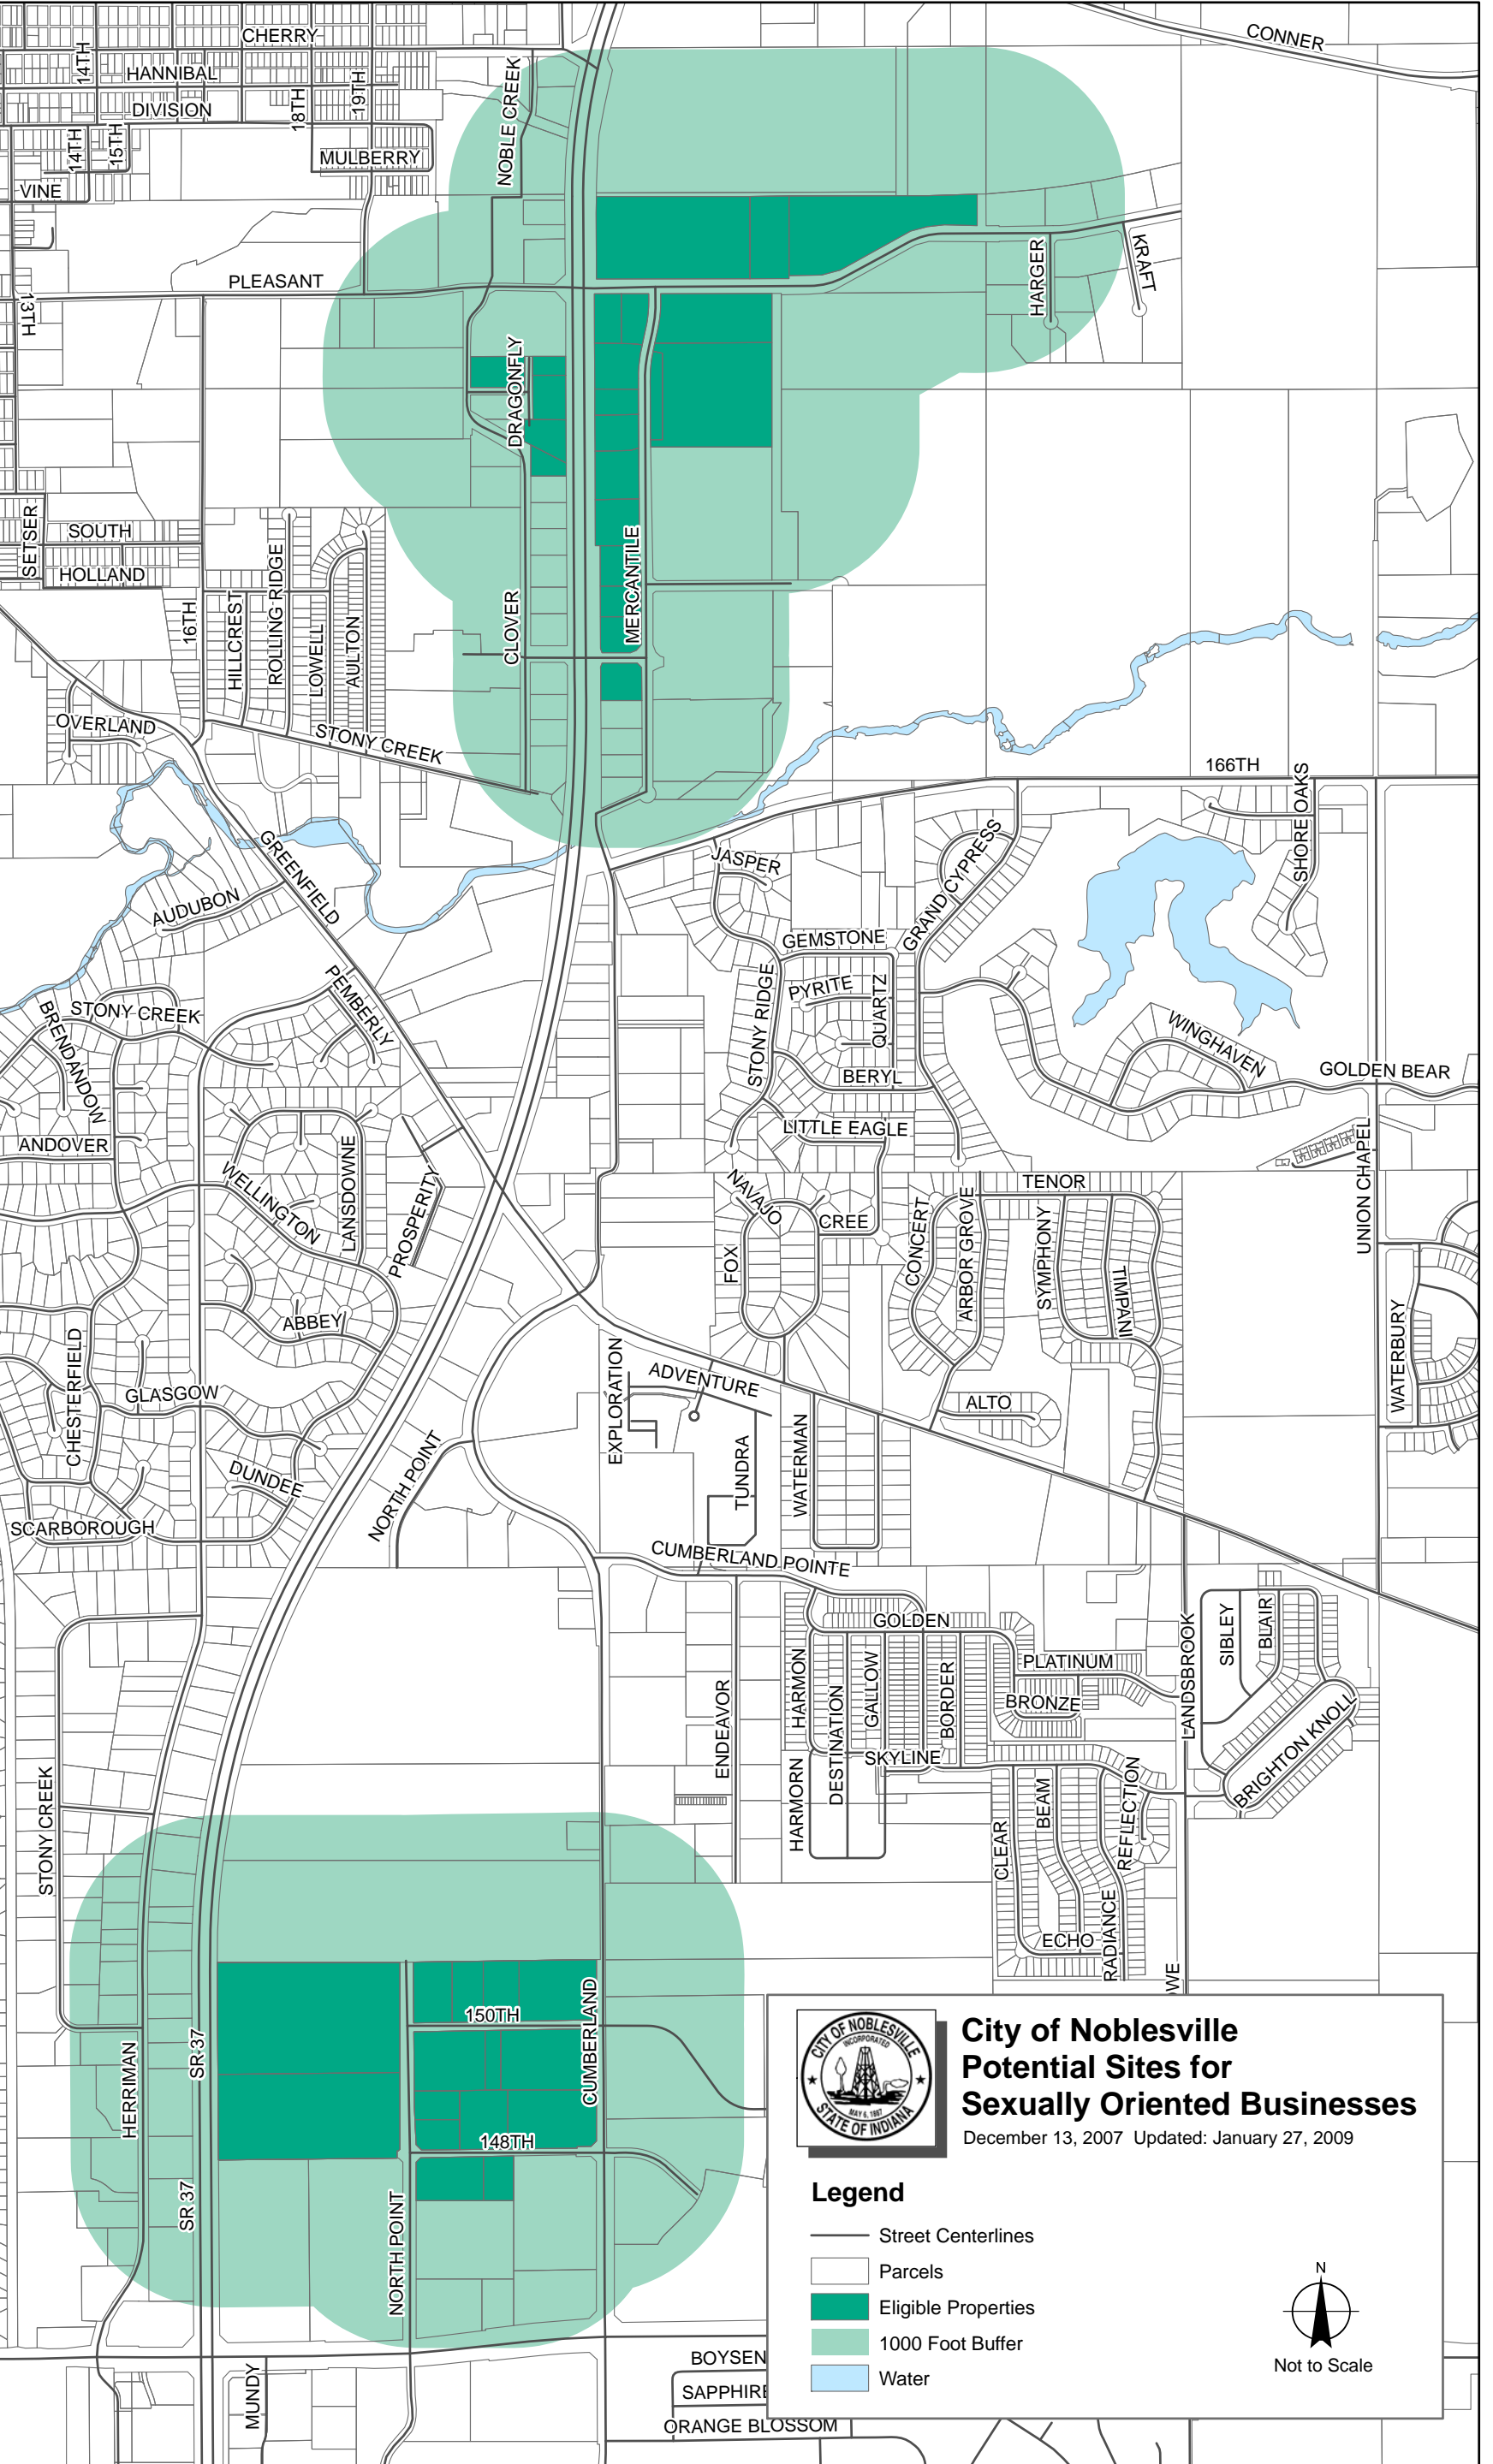 CONNER
CHERRY
14TH
HANNIBAL
18TH
19TH
NOBLE CREEK
DIVISION
14TH
15TH
MULBERRY
VINE
PLEASANT
13TH
HARGER
KRAFT
DRAGONFLY
SETSER
SOUTH
HOLLAND
MERCANTILE
16TH
HILLCREST
ROLLING RIDGE
LOWELL
AULTON
CLOVER
OVERLAND
STONY CREEK
166TH
SHORE OAKS
GREENFIELD
JASPER
GRAND CYPRESS
AUDUBON
GEMSTONE
PYRITE
QUARTZ
STONY RIDGE
PEMBERLY
STONY CREEK
BRENDANDOW
WINGHAVEN
GOLDEN BEAR
BERYL
LITTLE EAGLE
ANDOVER
UNION CHAPEL
WELLINGTON
LANSDOWNE
PROSPERITY
NAVAJO
CREE
FOX
CONCERT
ARBOR GROVE
TENOR
SYMPHONY
TIMPANI
WATERBURY
ABBEY
CHESTERFIELD
GLASGOW
EXPLORATION
ADVENTURE
ALTO
NORTH POINT
TUNDRA
WATERMAN
DUNDEE
SCARBOROUGH
CUMBERLAND POINTE
GOLDEN
LANDSBROOK
SIBLEY
BLAIR
HARMON
DESTINATION
GALLOW
BORDER
PLATINUM
BRONZE
ENDEAVOR
SKYLINE
BRIGHTON KNOLL
HARMORN
STONY CREEK
CLEAR
BEAM
REFLECTION
RADIANCE
ECHO
OWE
150TH
CUMBERLAND
HERRIMAN
SR 37
148TH
SR 37
NORTH POINT
MUNDY
BOYSEN
SAPPHIRE
ORANGE BLOSSOM
CITY OF NOBLESVILLE
INCORPORATED
MAY 6, 1887
STATE OF INDIANA
City of Noblesville
Potential Sites for
Sexually Oriented Businesses
December 13, 2007 Updated: January 27, 2009
Legend
Street Centerlines
Parcels
Eligible Properties
1000 Foot Buffer
Water
N
Not to Scale